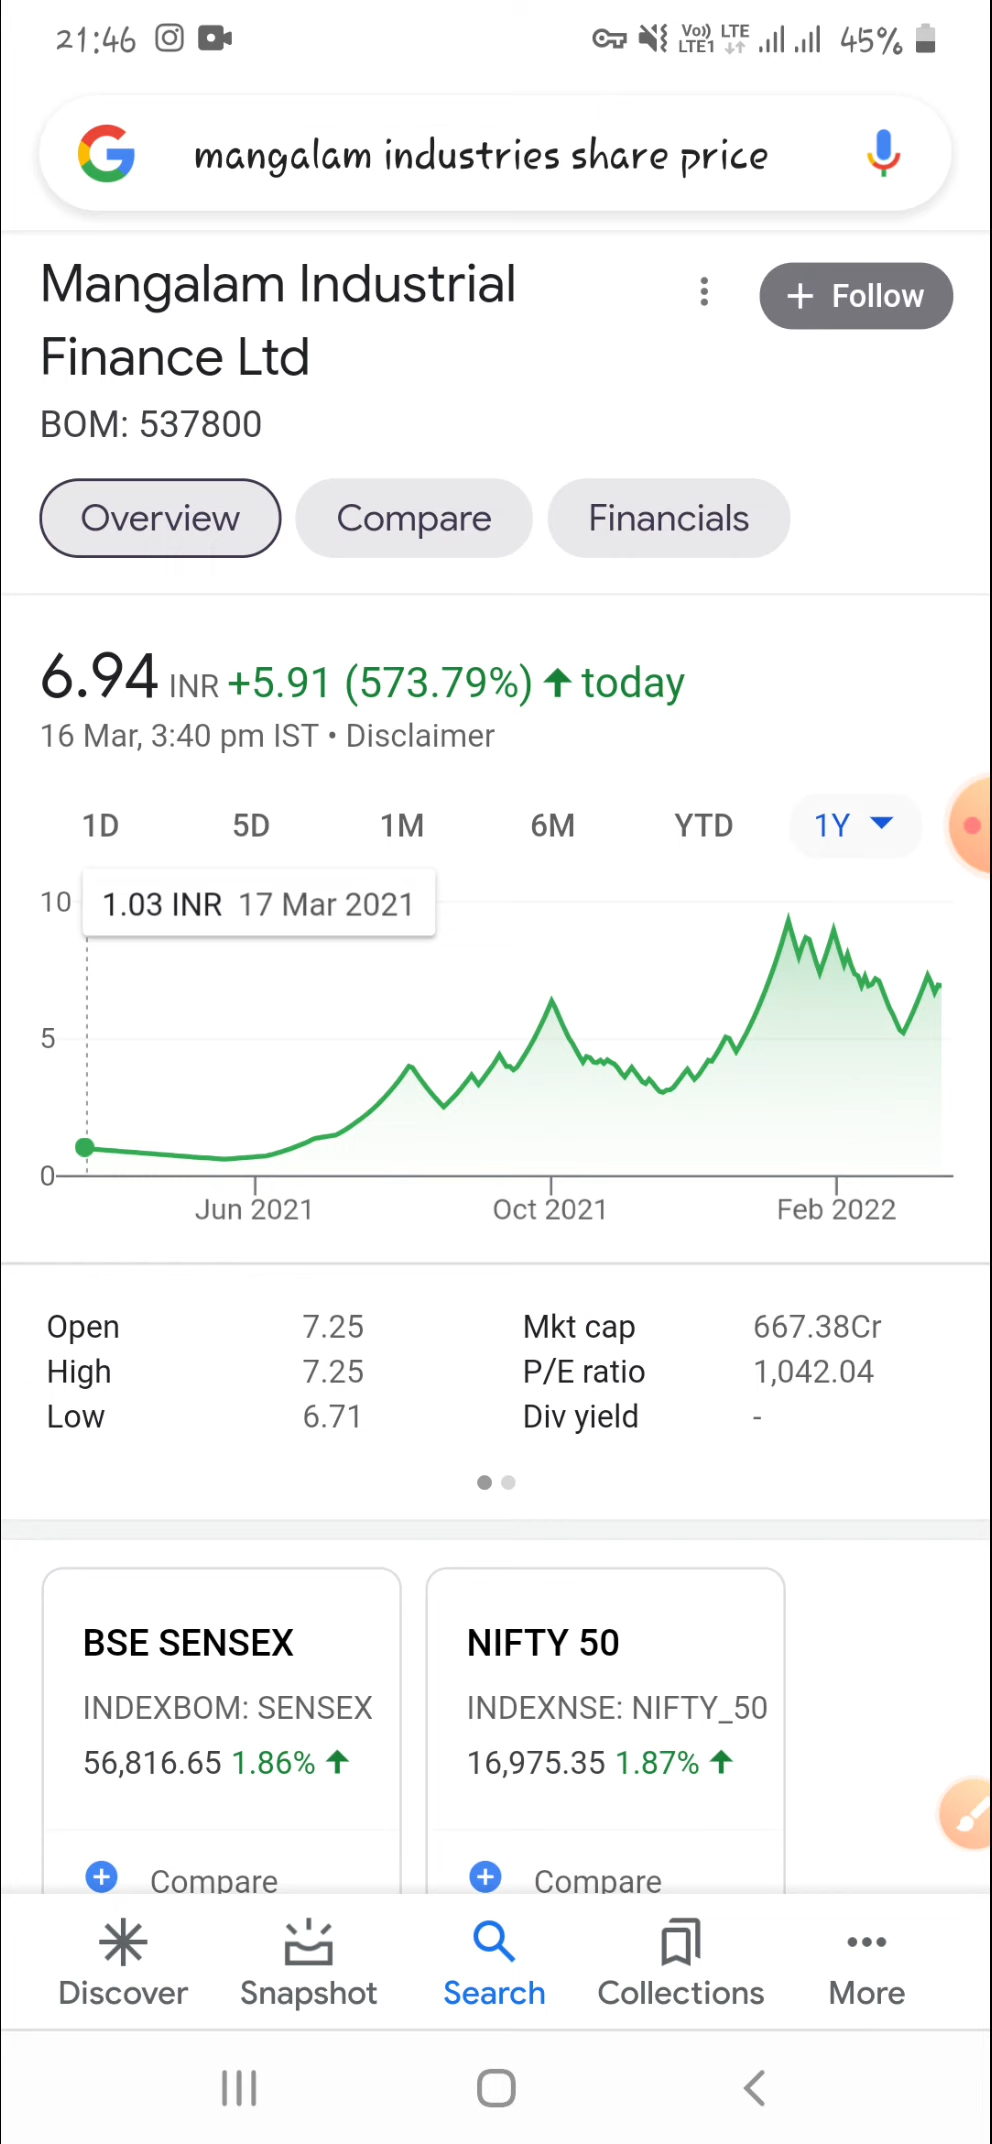 21:46 Vo)) LTE LTE1 45%
mangalam industries share price
Mangalam Industrial
Finance Ltd
+ Follow
BOM: 537800
Overview Compare Financials
6.94 INR +5.91 (573.79%) ↑ today
16 Mar, 3:40 pm IST • Disclaimer
1D 5D 1M 6M YTD 1Y
10
1.03 INR 17 Mar 2021
5
0
Jun 2021 Oct 2021 Feb 2022
Open 7.25 Mkt cap 667.38Cr
High 7.25 P/E ratio 1,042.04
Low 6.71 Div yield -
BSE SENSEX
INDEXBOM: SENSEX
56,816.65 1.86% ↑
Compare
NIFTY 50
INDEXNSE: NIFTY_50
16,975.35 1.87% ↑
Compare
Discover Snapshot Search Collections More